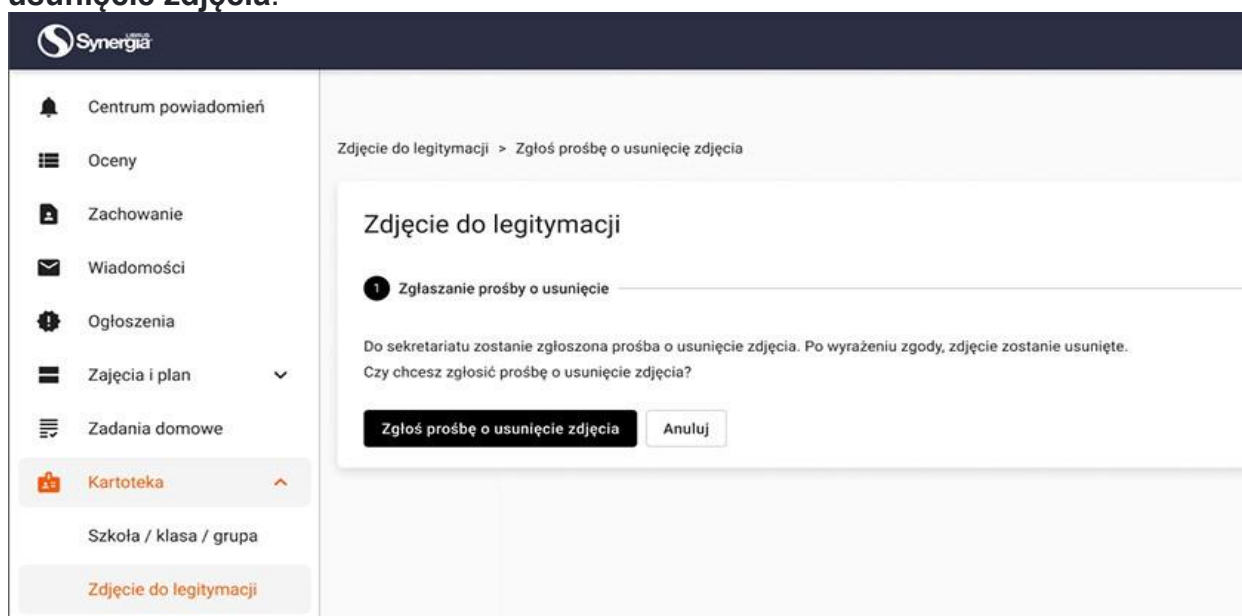 usunięcie zdjęcia.
LIBRUS
Synergia
Centrum powiadomień
Oceny
Zachowanie
Wiadomości
Ogłoszenia
Zajęcia i plan
Zadania domowe
Kartoteka
Szkoła / klasa / grupa
Zdjęcie do legitymacji
Zdjęcie do legitymacji > Zgłoś prośbę o usunięcię zdjęcia
Zdjęcie do legitymacji
1 Zgłaszanie prośby o usunięcie
Do sekretariatu zostanie zgłoszona prośba o usunięcie zdjęcia. Po wyrażeniu zgody, zdjęcie zostanie usunięte.
Czy chcesz zgłosić prośbę o usunięcie zdjęcia?
Zgłoś prośbę o usunięcie zdjęcia
Anuluj